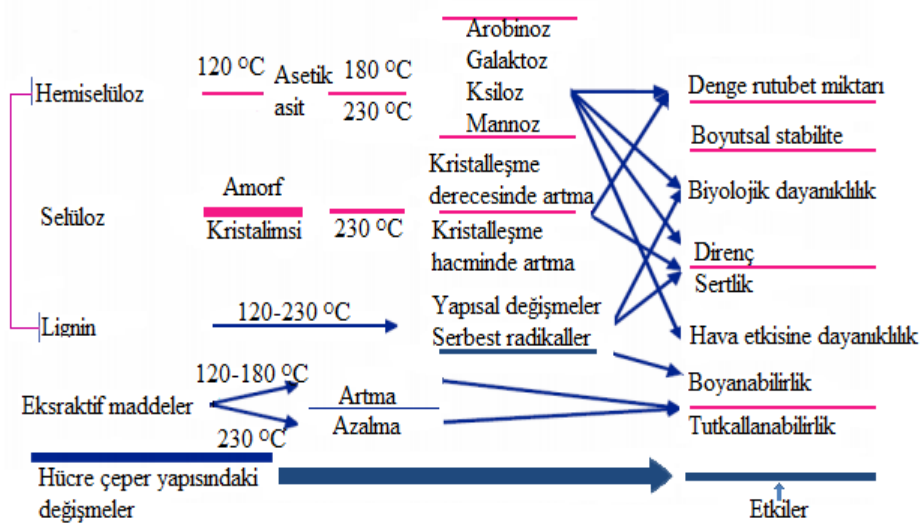 Hemiselüloz
120 °C
Asetik
asit
180 °C
230 °C
Arobinoz
Galaktoz
Ksiloz
Mannoz
Denge rutubet miktarı
Boyutsal stabilite
Selüloz
Amorf
Kristalimsi
230 °C
Kristalleşme
derecesinde artma
Kristalleşme
hacminde artma
Biyolojik dayanıklılık
Direnç
Sertlik
Lignin
120-230 °C
Yapısal değişmeler
Serbest radikaller
Hava etkisine dayanıklılık
Eksraktif maddeler
120-180 °C
230 °C
Artma
Azalma
Boyanabilirlik
Tutkallanabilirlik
Hücre çeper yapısındaki
değişmeler
Etkiler